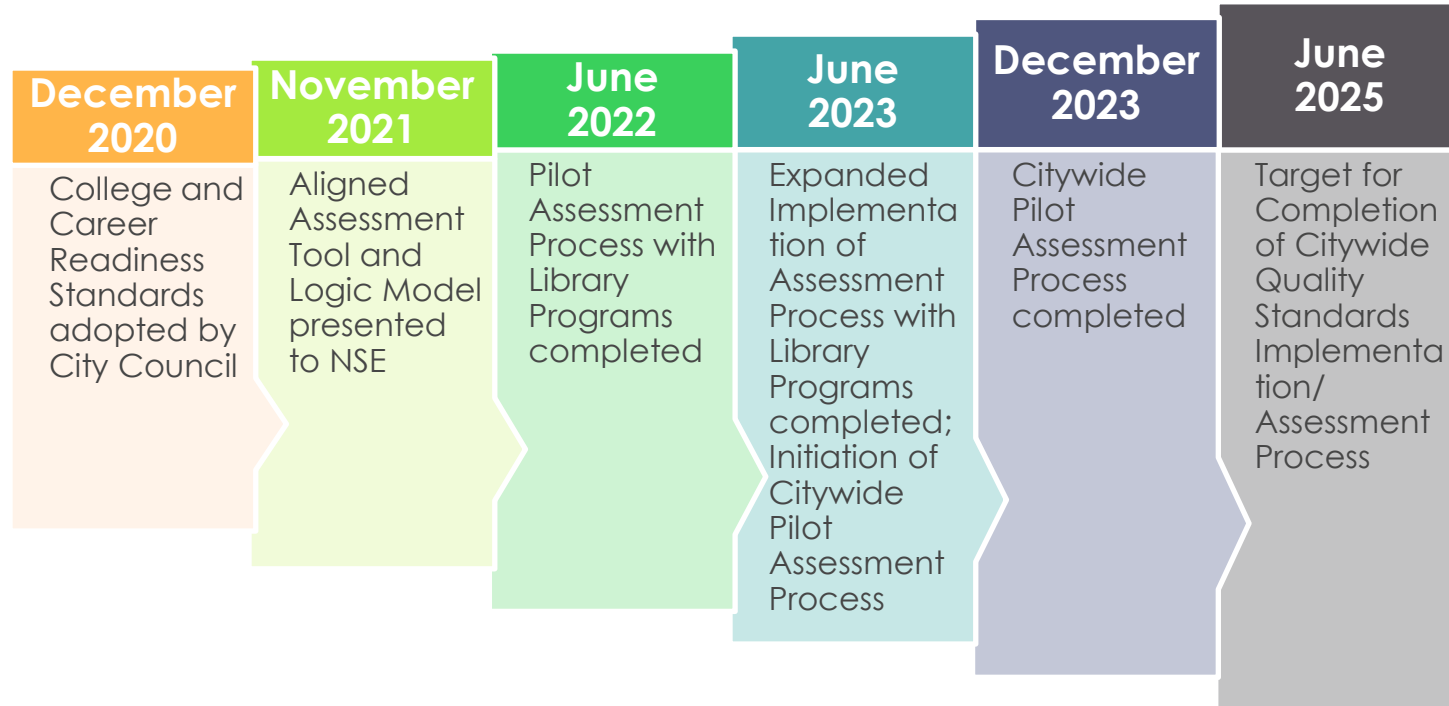 December
2020
College and
Career
Readiness
Standards
adopted by
City Council
November
2021
Aligned
Assessment
Tool and
Logic Model
presented
to NSE
June
2022
Pilot
Assessment
Process with
Library
Programs
completed
June
2023
Expanded
Implementa
tion of
Assessment
Process with
Library
Programs
completed;
Initiation of
Citywide
Pilot
Assessment
Process
December
2023
Citywide
Pilot
Assessment
Process
completed
June
2025
Target for
Completion
of Citywide
Quality
Standards
Implementa
tion/
Assessment
Process